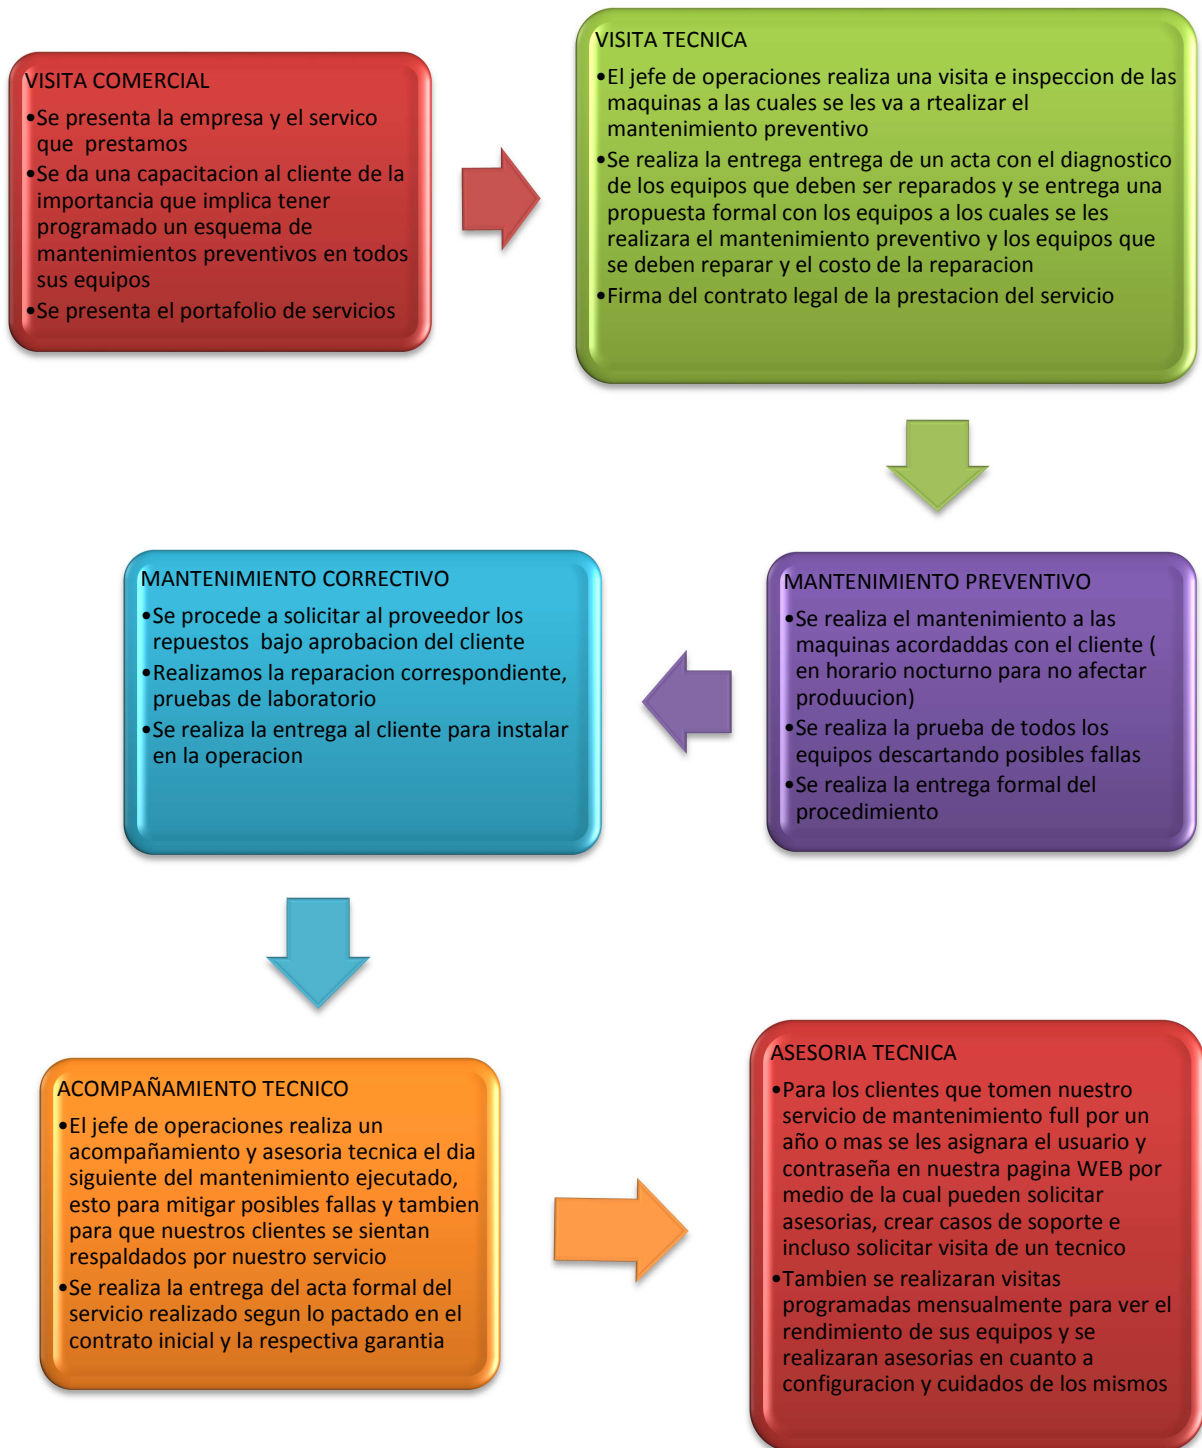 VISITA COMERCIAL
•Se presenta la empresa y el servico
que  prestamos
•Se da una capacitacion al cliente de la
importancia que implica tener
programado un esquema de
mantenimientos preventivos en todos
sus equipos
•Se presenta el portafolio de servicios
VISITA TECNICA
•El jefe de operaciones realiza una visita e inspeccion de las
maquinas a las cuales se les va a rtealizar el
mantenimiento preventivo
•Se realiza la entrega entrega de un acta con el diagnostico
de los equipos que deben ser reparados y se entrega una
propuesta formal con los equipos a los cuales se les
realizara el mantenimiento preventivo y los equipos que
se deben reparar y el costo de la reparacion
•Firma del contrato legal de la prestacion del servicio
MANTENIMIENTO PREVENTIVO
•Se realiza el mantenimiento a las
maquinas acordaddas con el cliente (
en horario nocturno para no afectar
produucion)
•Se realiza la prueba de todos los
equipos descartando posibles fallas
•Se realiza la entrega formal del
procedimiento
MANTENIMIENTO CORRECTIVO
•Se procede a solicitar al proveedor los
repuestos  bajo aprobacion del cliente
•Realizamos la reparacion correspondiente,
pruebas de laboratorio
•Se realiza la entrega al cliente para instalar
en la operacion
ACOMPAÑAMIENTO TECNICO
•El jefe de operaciones realiza un
acompañamiento y asesoria tecnica el dia
siguiente del mantenimiento ejecutado,
esto para mitigar posibles fallas y tambien
para que nuestros clientes se sientan
respaldados por nuestro servicio
•Se realiza la entrega del acta formal del
servicio realizado segun lo pactado en el
contrato inicial y la respectiva garantia
ASESORIA TECNICA
•Para los clientes que tomen nuestro
servicio de mantenimiento full por un
año o mas se les asignara el usuario y
contraseña en nuestra pagina WEB por
medio de la cual pueden solicitar
asesorias, crear casos de soporte e
incluso solicitar visita de un tecnico
•Tambien se realizaran visitas
programadas mensualmente para ver el
rendimiento de sus equipos y se
realizaran asesorias en cuanto a
configuracion y cuidados de los mismos